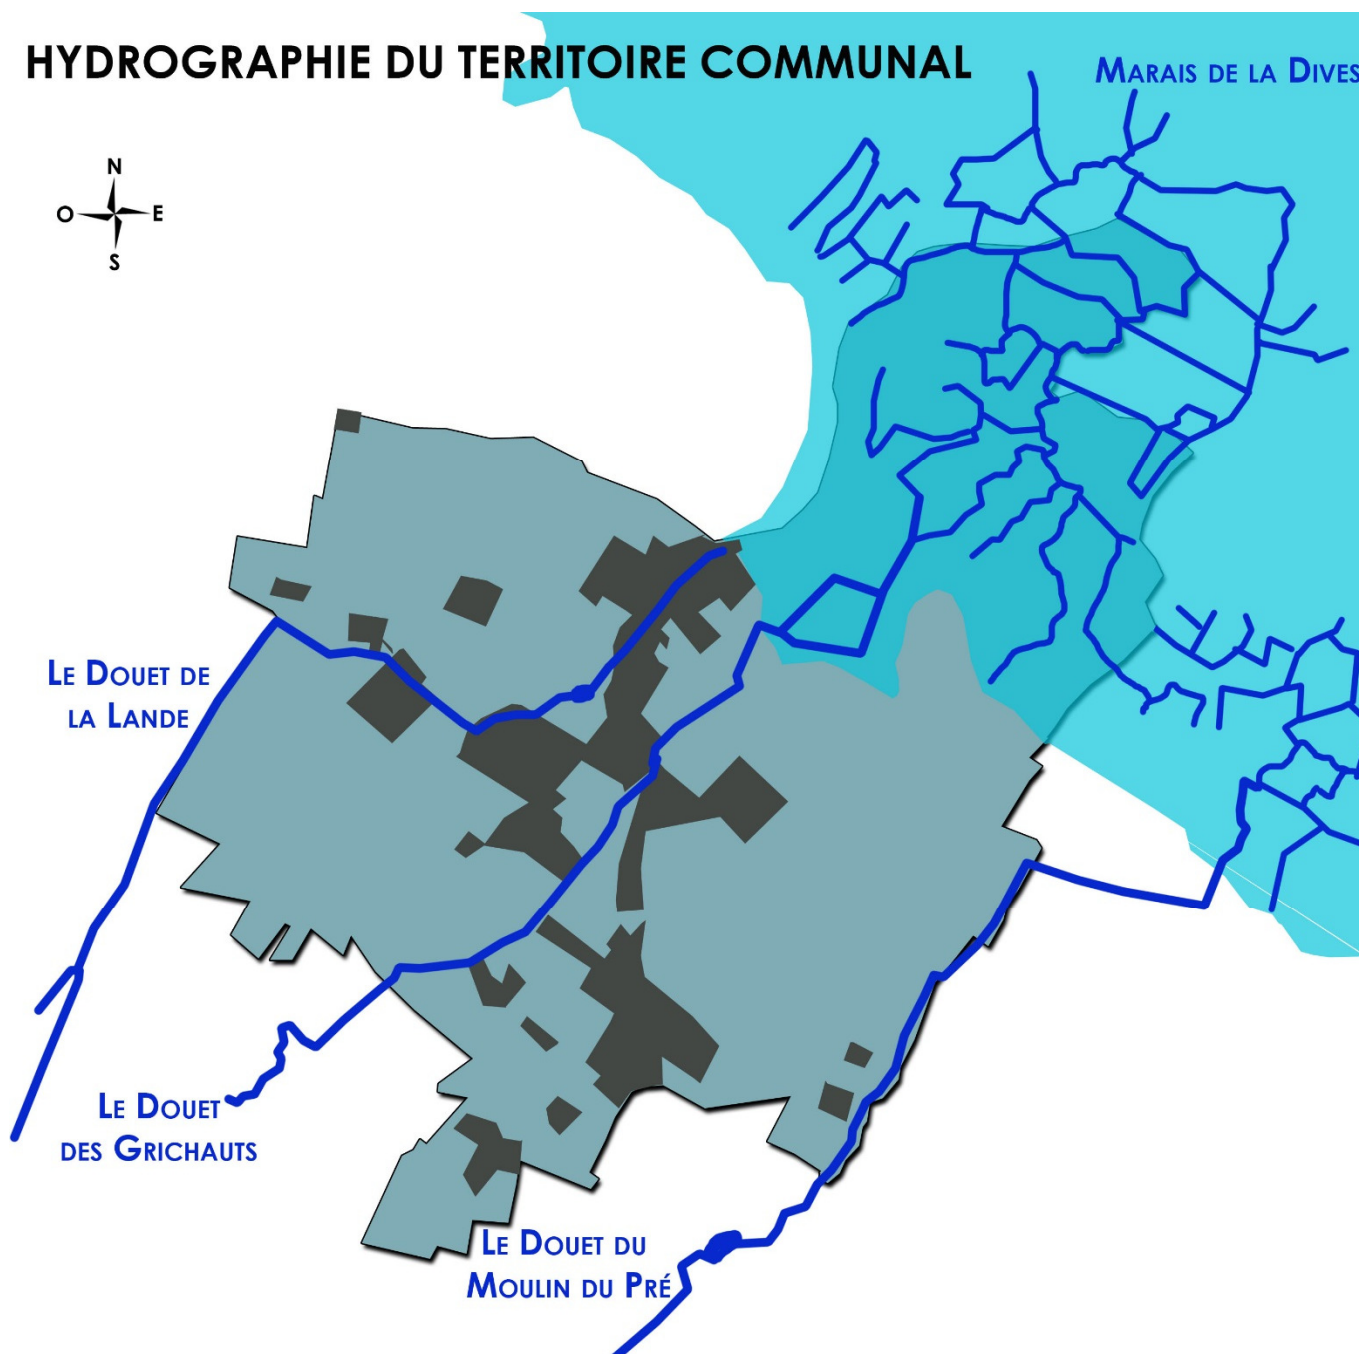 HYDROGRAPHIE DU TERRITOIRE COMMUNAL
MARAIS DE LA DIVES
N
O E
S
LE DOUET DE
LA LANDE
LE DOUET
DES GRICHAUTS
LE DOUET DU
MOULIN DU PRÉ